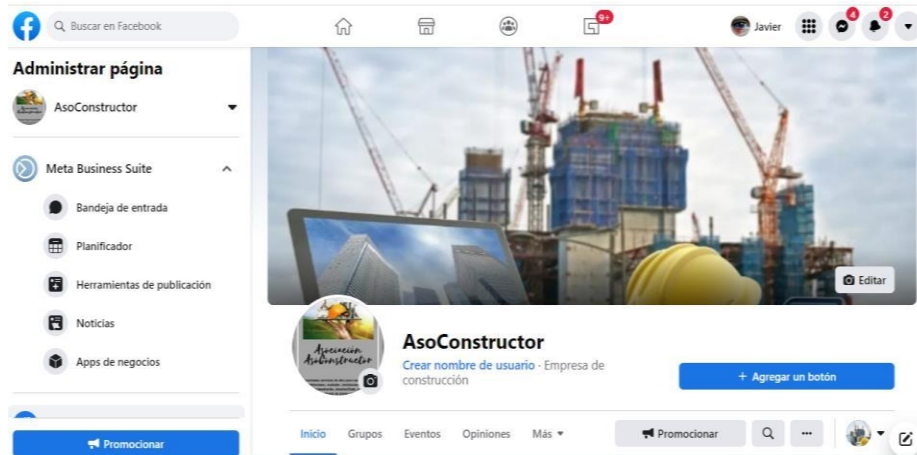 Buscar en Facebook
9+
Javier
4
2
Administrar página
AsoConstructor
Meta Business Suite
Bandeja de entrada
Planificador
Herramientas de publicación
Noticias
Apps de negocios
Promocionar
Editar
Asociación
AsoConstructor
AsoConstructor
Crear nombre de usuario · Empresa de
construcción
+ Agregar un botón
Inicio Grupos Eventos Opiniones Más
Promocionar